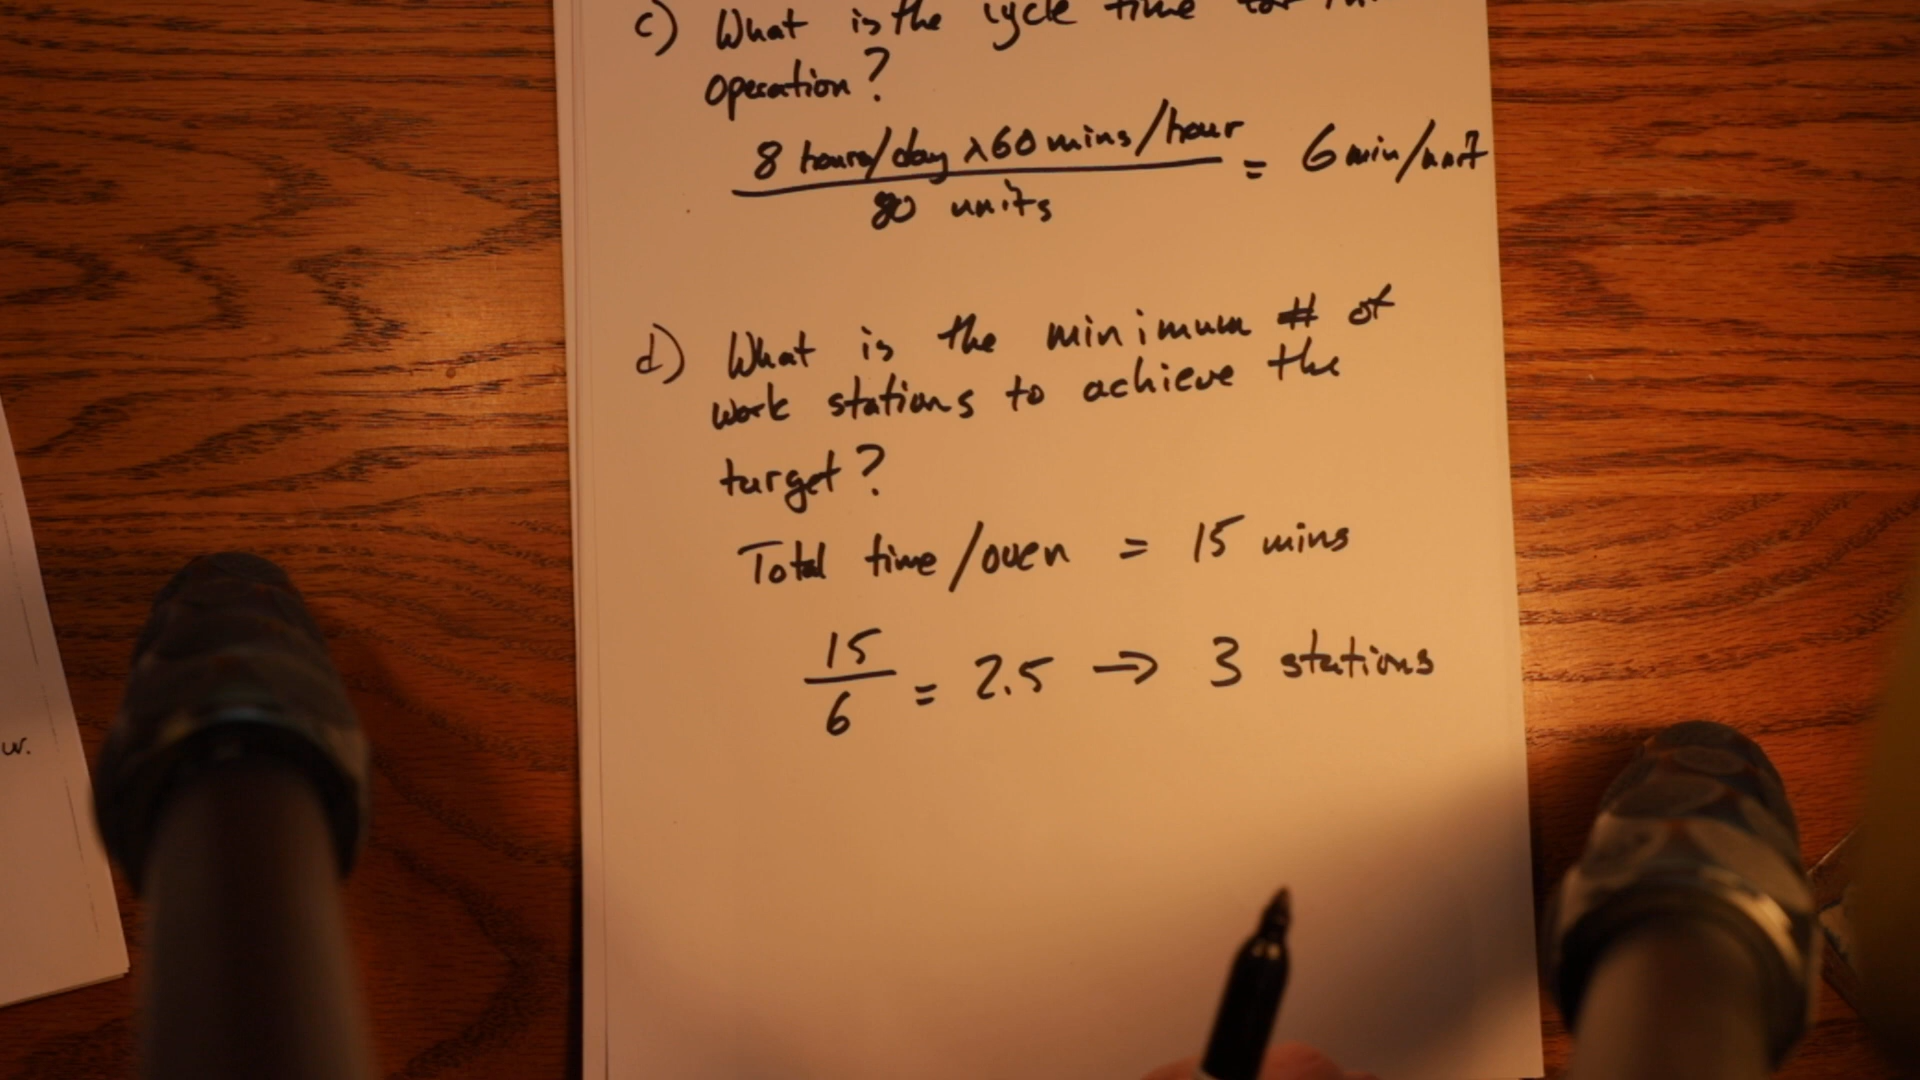 c) What is the cycle time for
operation?
8 hours/day x 60 mins/hour
80 units
= 6 min/unit
d) What is the minimum # of
work stations to achieve the
target?
Total time/oven = 15 mins
15
6
= 2.5 → 3 stations
w.